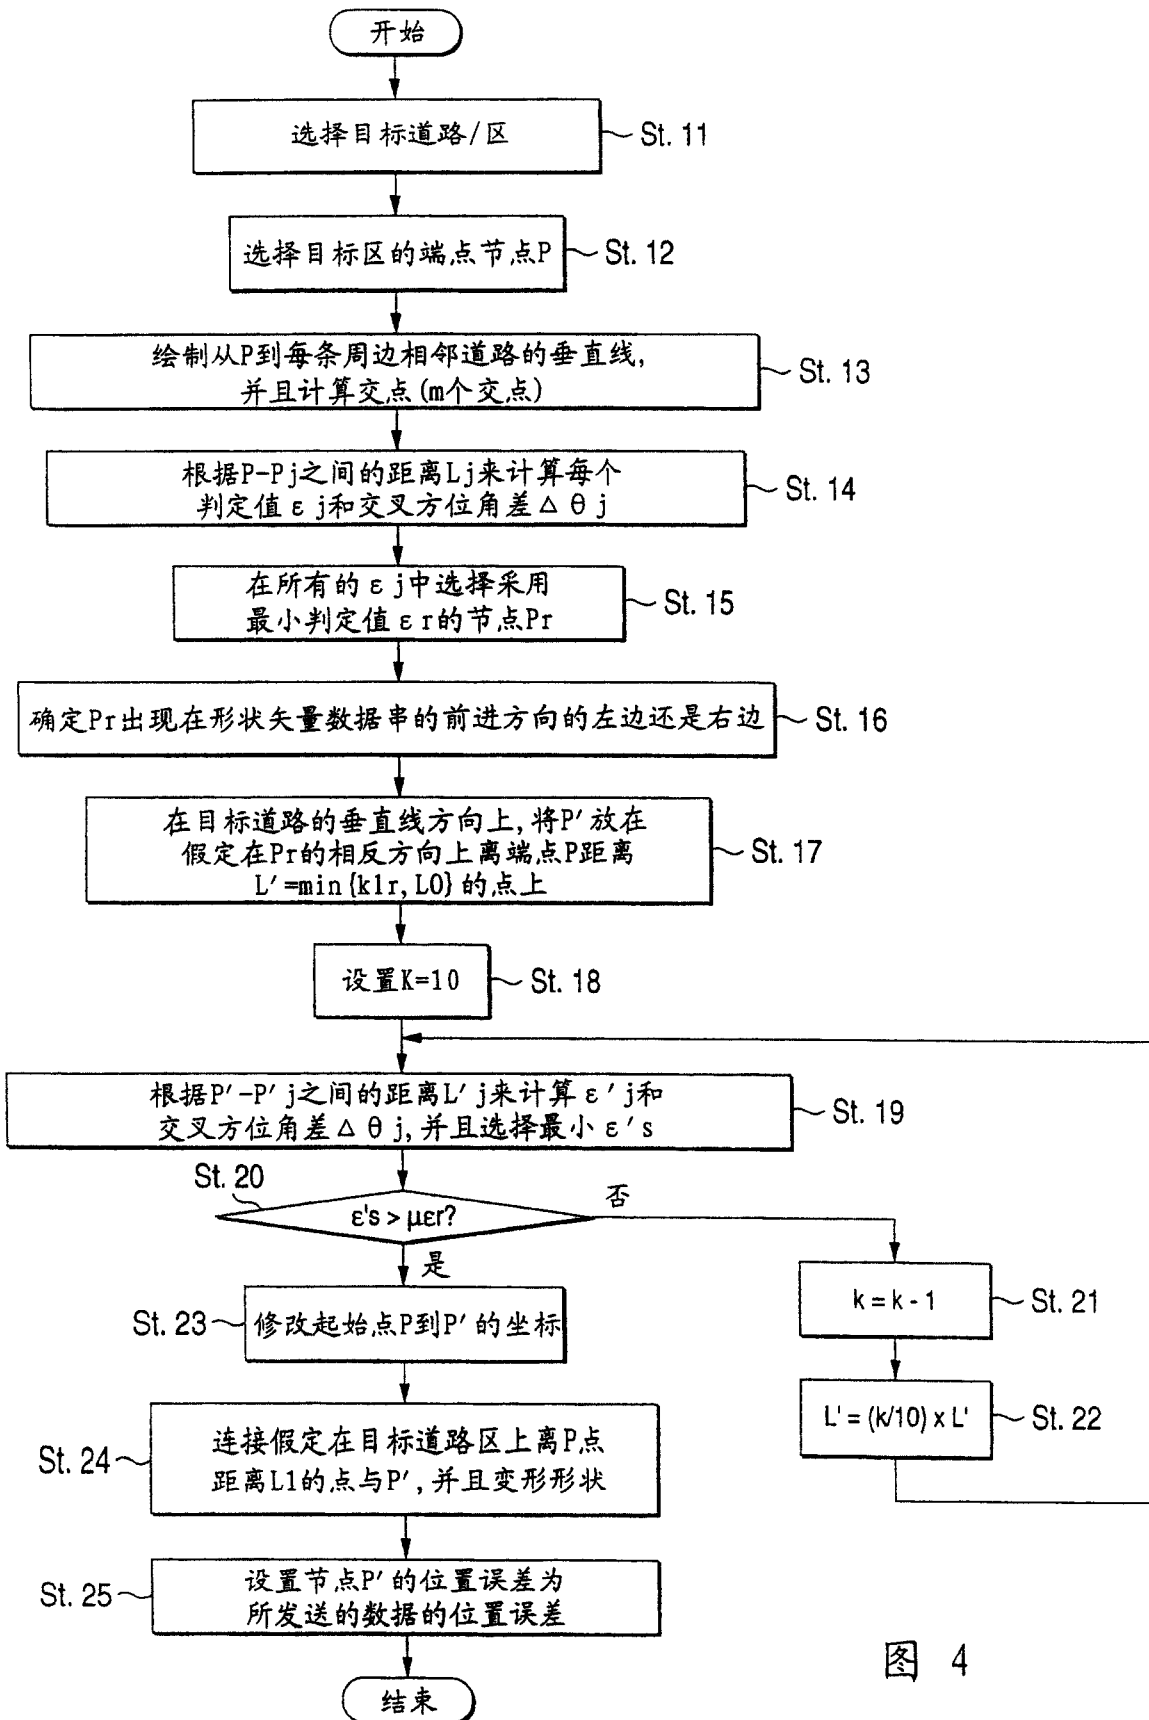 开始
选择目标道路/区
St. 11
选择目标区的端点节点P
St. 12
绘制从P到每条周边相邻道路的垂直线,
并且计算交点(m个交点)
St. 13
根据P-Pj之间的距离Lj来计算每个
判定值εj和交叉方位角差△θj
St. 14
在所有的εj中选择采用
最小判定值εr的节点Pr
St. 15
确定Pr出现在形状矢量数据串的前进方向的左边还是右边
St. 16
在目标道路的垂直线方向上,将P'放在
假定在Pr的相反方向上离端点P距离
L'=min{klr,L0}的点上
St. 17
设置K=10
St. 18
根据P'-P'j之间的距离L'j来计算ε'j和
交叉方位角差△θj,并且选择最小ε's
St. 19
St. 20
ε's > μεr?
否
是
k = k - 1
St. 21
L' = (k/10) x L'
St. 22
St. 23
修改起始点P到P'的坐标
St. 24
连接假定在目标道路区上离P点
距离L1的点与P',并且变形形状
St. 25
设置节点P'的位置误差为
所发送的数据的位置误差
结束
图 4